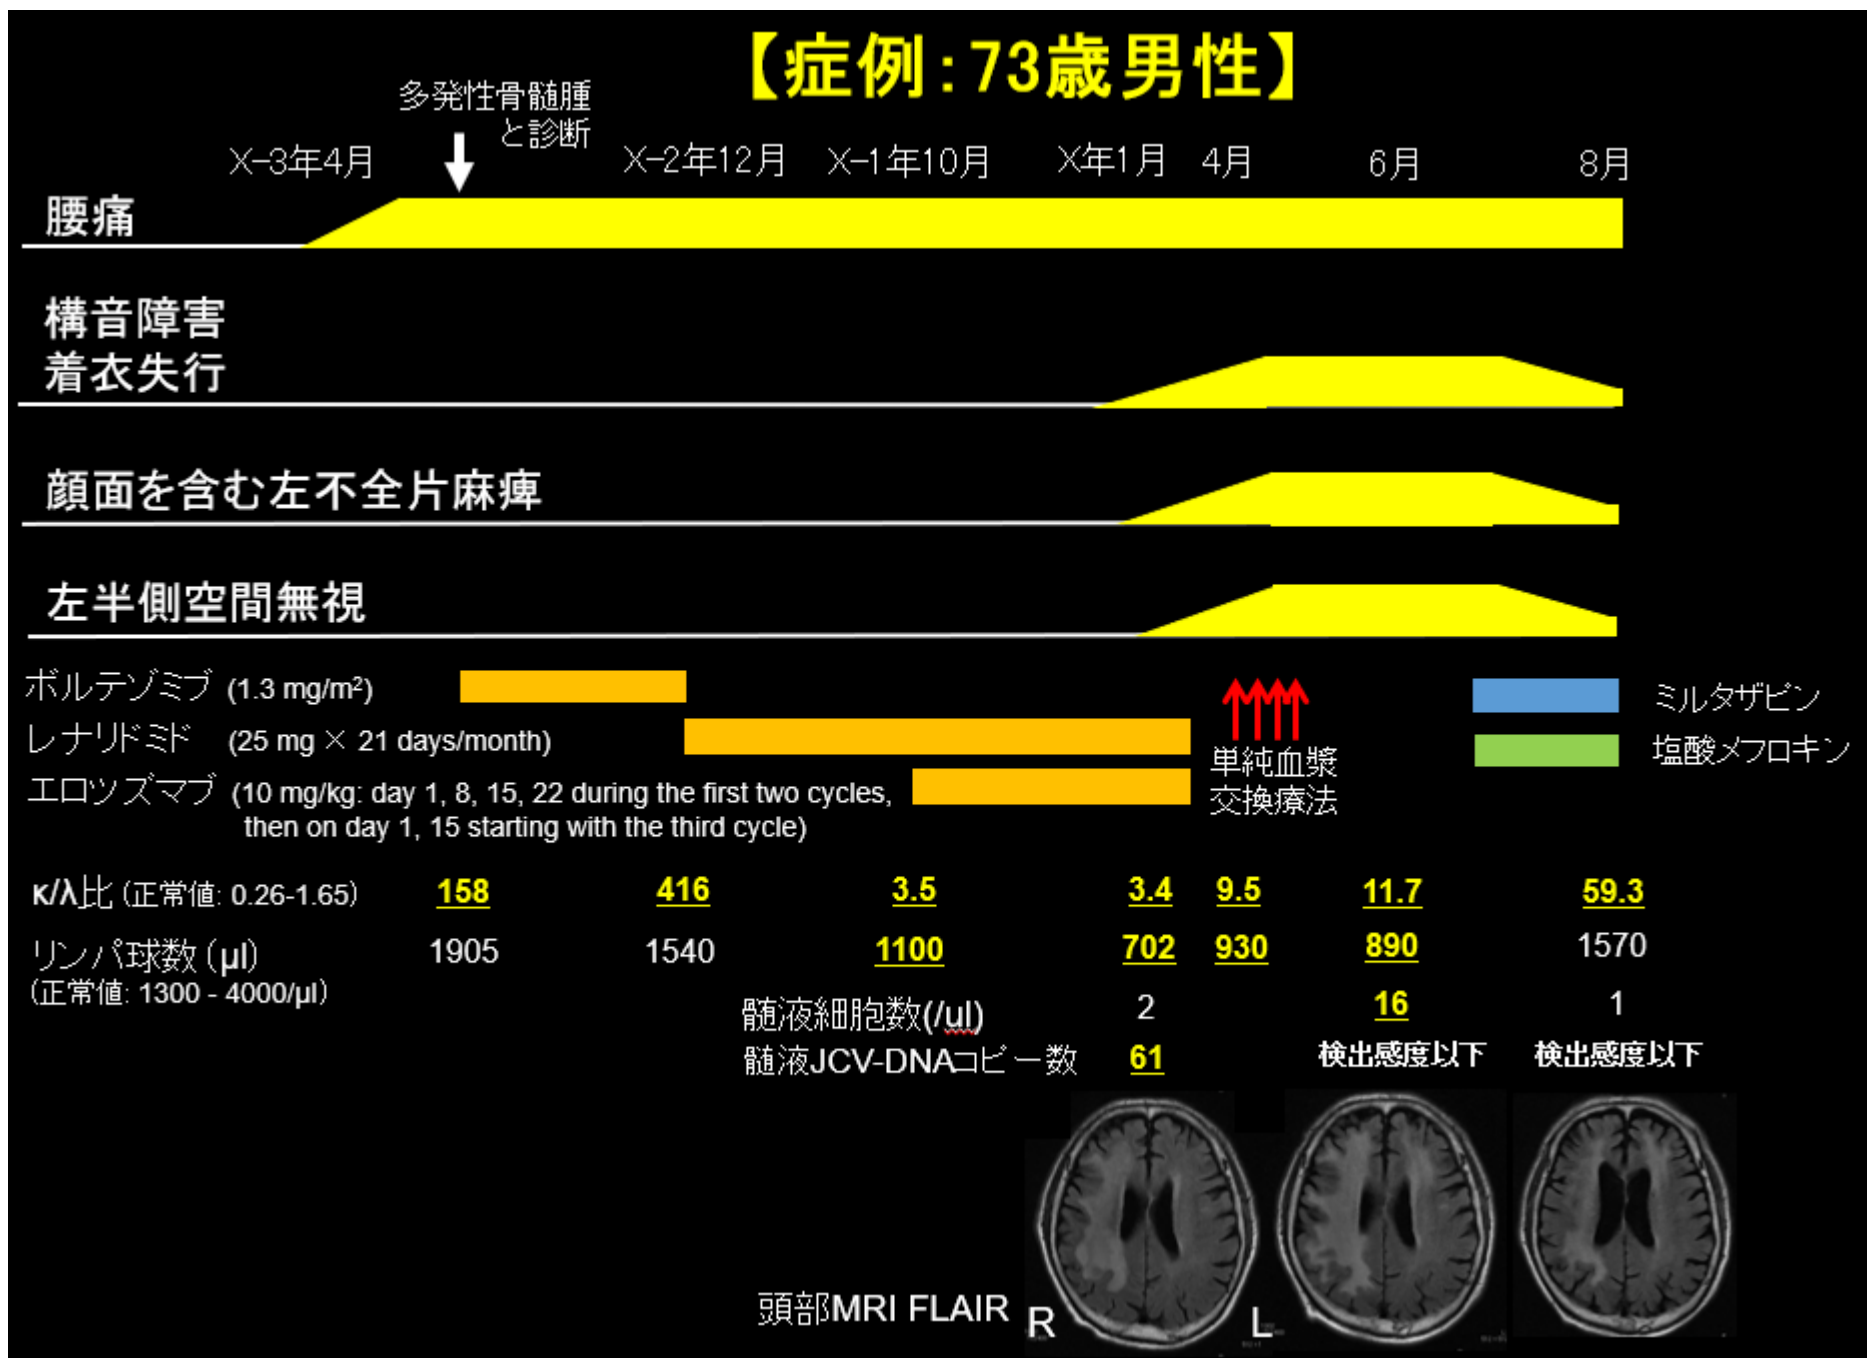 【症例：73歳男性】
多発性骨髄腫
と診断
X-3年4月 X-2年12月 X-1年10月 X年1月 4月 6月 8月
腰痛
構音障害
着衣失行
顔面を含む左不全片麻痺
左半側空間無視
ボルテゾミブ (1.3 mg/m²)
ミルタザピン
レナリドミド (25 mg × 21 days/month)
塩酸メフロキン
単純血漿
交換療法
エロツズマブ (10 mg/kg: day 1, 8, 15, 22 during the first two cycles,
then on day 1, 15 starting with the third cycle)
κ/λ比 (正常値: 0.26-1.65) 158 416 3.5 3.4 9.5 11.7 59.3
リンパ球数 (μl) 1905 1540 1100 702 930 890 1570
(正常値: 1300 - 4000/μl)
髄液細胞数(/ul) 2 16 1
髄液JCV-DNAコピー数 61 検出感度以下 検出感度以下
頭部MRI FLAIR R L